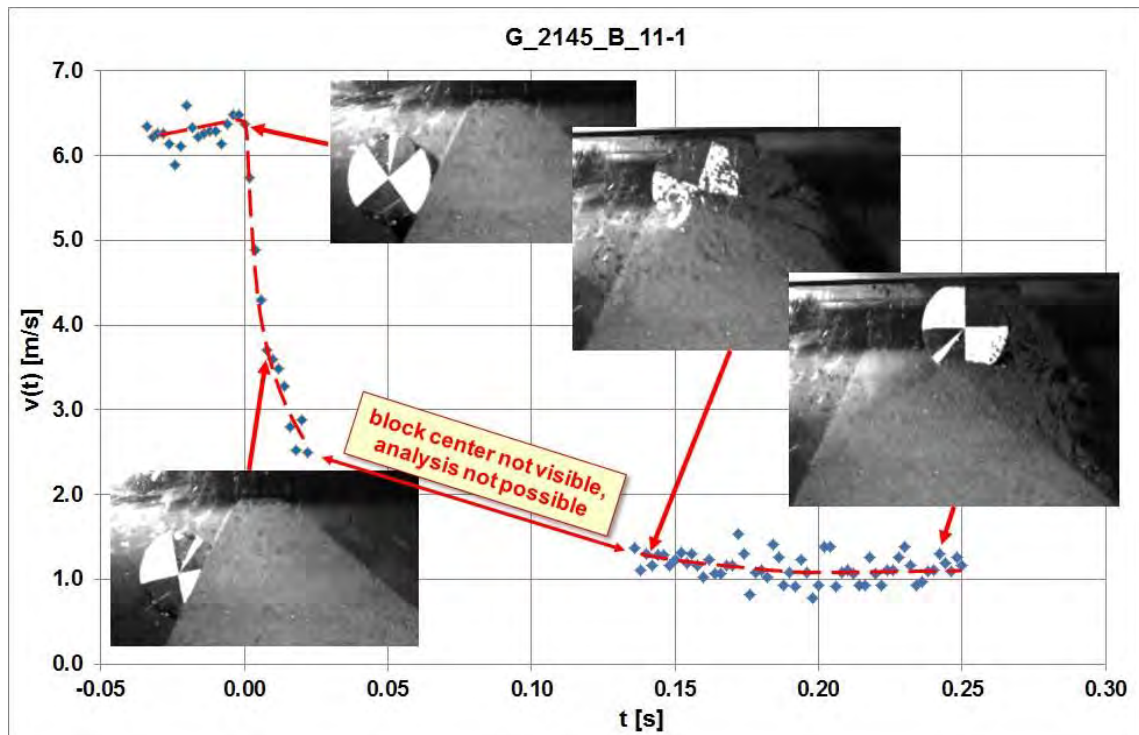 G_2145_B_11-1
7.0
6.0
5.0
4.0
3.0
2.0
1.0
0.0
v(t) [m/s]
block center not visible,
analysis not possible
-0.05 0.00 0.05 0.10 0.15 0.20 0.25 0.30
t [s]